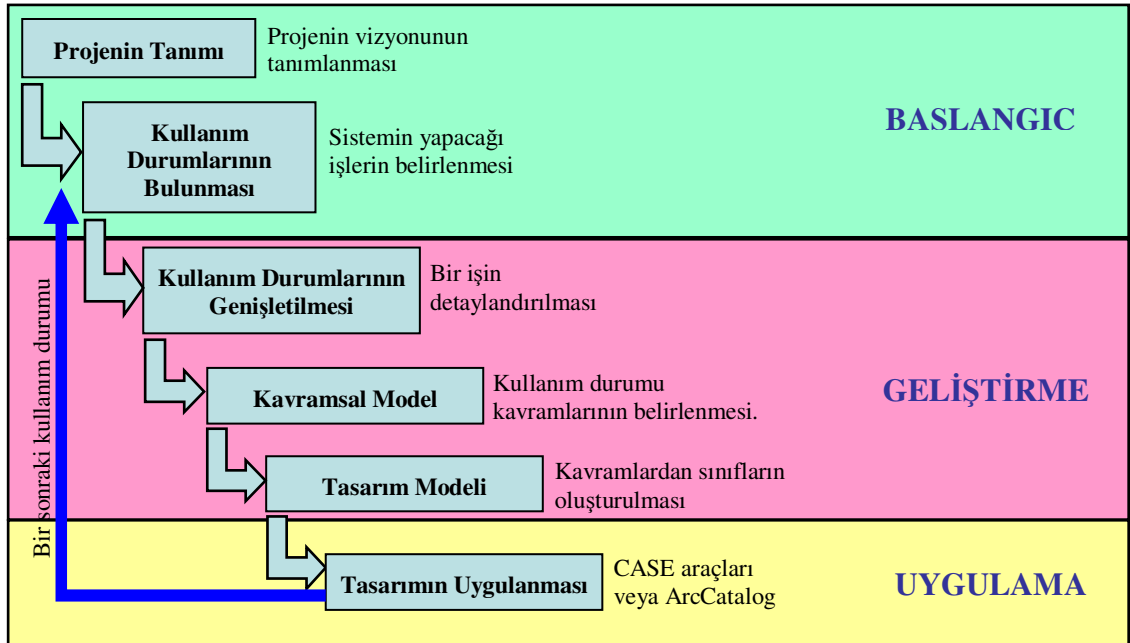 Projenin Tanımı
Projenin vizyonunun
tanımlanması
Kullanım
Durumlarının
Bulunması
Sistemin yapacağı
işlerin belirlenmesi
BASLANGIC
Kullanım Durumlarının
Genişletilmesi
Bir işin
detaylandırılması
Kavramsal Model
Kullanım durumu
kavramlarının belirlenmesi.
GELİŞTİRME
Tasarım Modeli
Kavramlardan sınıfların
oluşturulması
Bir sonraki kullanım durumu
Tasarımın Uygulanması
CASE araçları
veya ArcCatalog
UYGULAMA